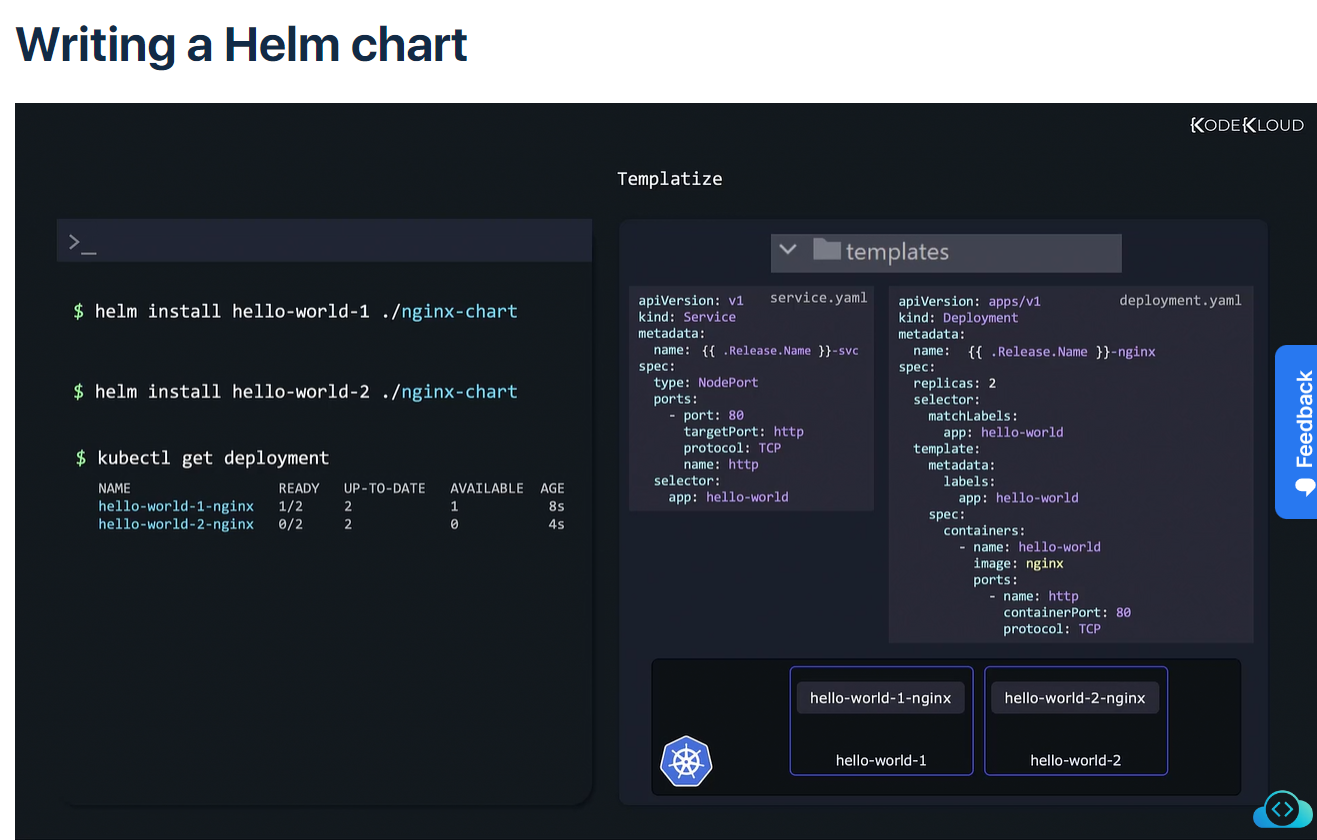 Writing a Helm chart
KODEKLOUD
Templatize
>_
$ helm install hello-world-1 ./nginx-chart
$ helm install hello-world-2 ./nginx-chart
$ kubectl get deployment
NAME READY UP-TO-DATE AVAILABLE AGE
hello-world-1-nginx 1/2 2 1 8s
hello-world-2-nginx 0/2 2 0 4s
templates
service.yaml
apiVersion: v1
kind: Service
metadata:
  name: {{ .Release.Name }}-svc
spec:
  type: NodePort
  ports:
    - port: 80
      targetPort: http
      protocol: TCP
      name: http
  selector:
    app: hello-world
deployment.yaml
apiVersion: apps/v1
kind: Deployment
metadata:
  name: {{ .Release.Name }}-nginx
spec:
  replicas: 2
  selector:
    matchLabels:
      app: hello-world
  template:
    metadata:
      labels:
        app: hello-world
    spec:
      containers:
        - name: hello-world
          image: nginx
          ports:
            - name: http
              containerPort: 80
              protocol: TCP
hello-world-1-nginx
hello-world-1
hello-world-2-nginx
hello-world-2
Feedback
<>